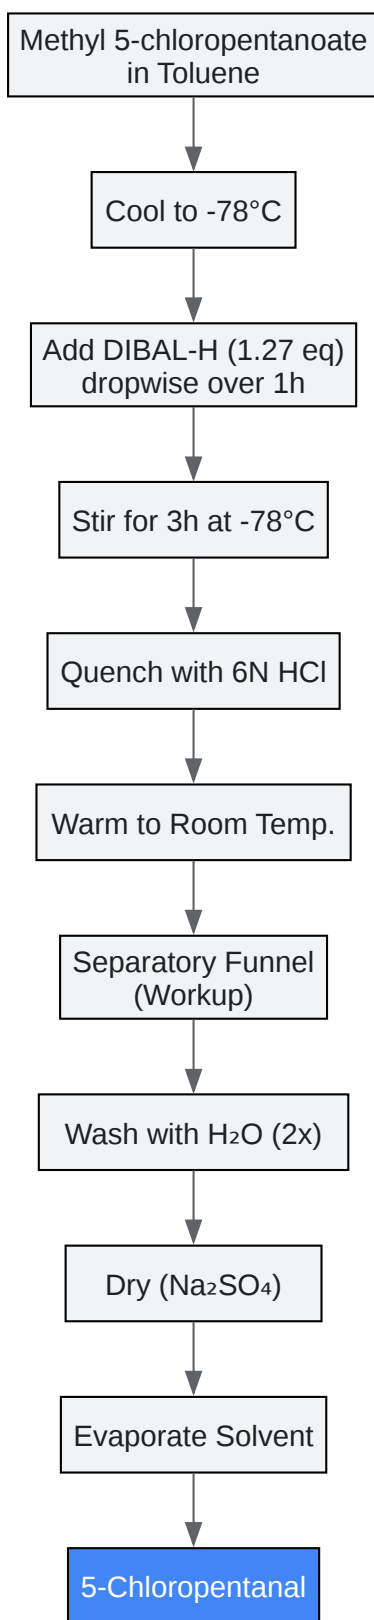 Methyl 5-chloropentanoate
in Toluene
Cool to -78°C
Add DIBAL-H (1.27 eq)
dropwise over 1h
Stir for 3h at -78°C
Quench with 6N HCl
Warm to Room Temp.
Separatory Funnel
(Workup)
Wash with H₂O (2x)
Dry (Na₂SO₄)
Evaporate Solvent
5-Chloropentanal